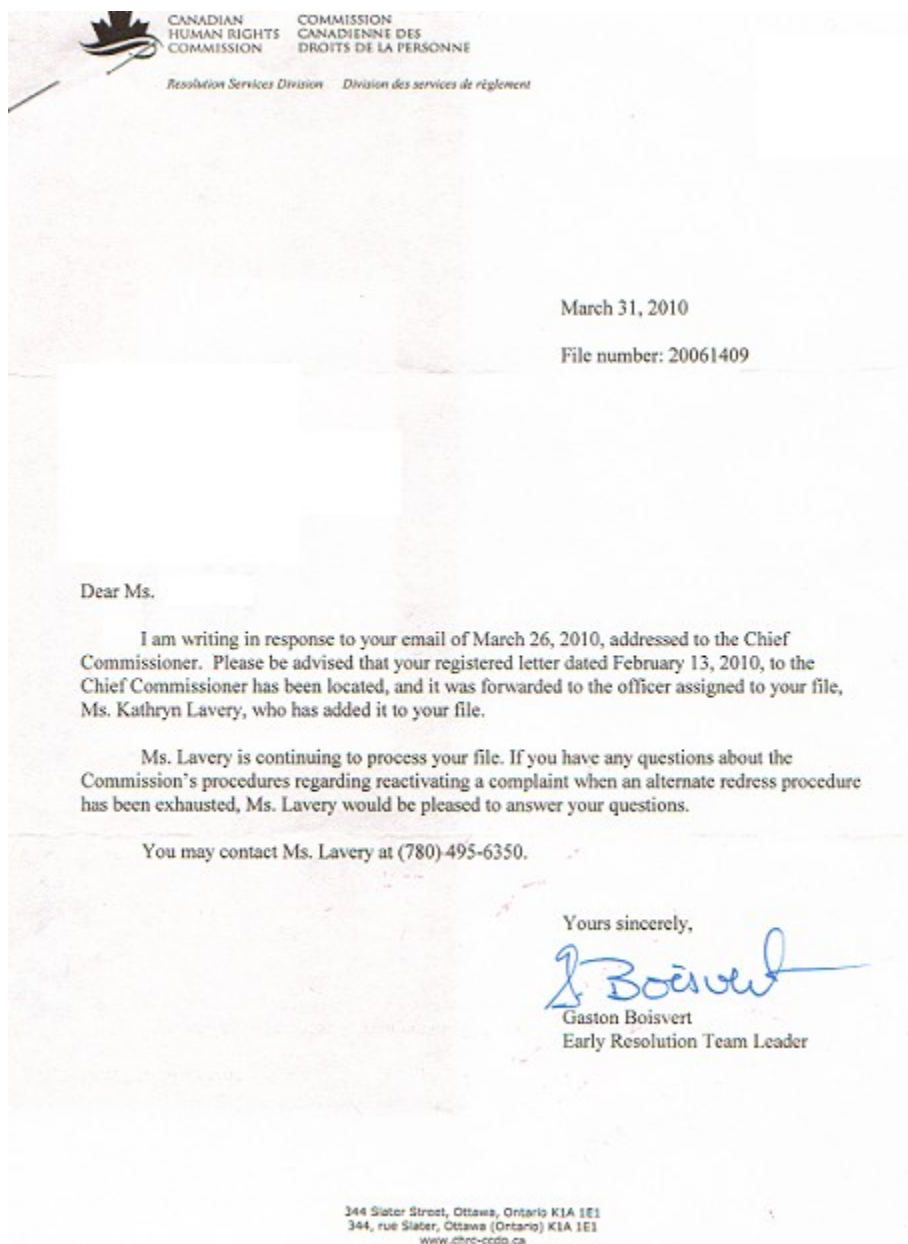 CANADIAN HUMAN RIGHTS COMMISSION
COMMISSION CANADIENNE DES DROITS DE LA PERSONNE
Resolution Services Division Division des services de règlement
March 31, 2010
File number: 20061409
Dear Ms.
I am writing in response to your email of March 26, 2010, addressed to the Chief
Commissioner. Please be advised that your registered letter dated February 13, 2010, to the
Chief Commissioner has been located, and it was forwarded to the officer assigned to your file,
Ms. Kathryn Lavery, who has added it to your file.
Ms. Lavery is continuing to process your file. If you have any questions about the
Commission's procedures regarding reactivating a complaint when an alternate redress procedure
has been exhausted, Ms. Lavery would be pleased to answer your questions.
You may contact Ms. Lavery at (780) 495-6350.
Yours sincerely,
G Boisvert
Gaston Boisvert
Early Resolution Team Leader
344 Slater Street, Ottawa, Ontario K1A 1E1
344, rue Slater, Ottawa (Ontario) K1A 1E1
www.chrc-ccdp.ca